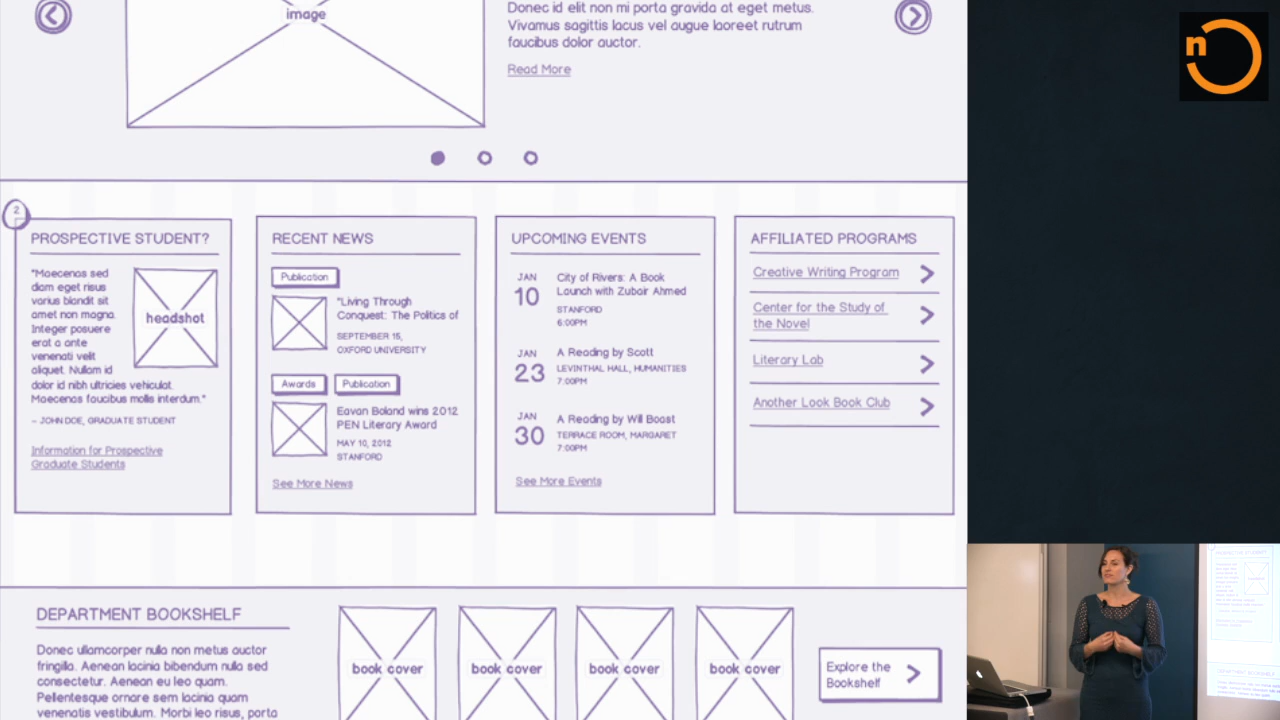 image
Donec id elit non mi porta gravida at eget metus.
Vivamus sagittis lacus vel augue laoreet rutrum
faucibus dolor auctor.
Read More
n
2
PROSPECTIVE STUDENT?
"Maecenas sed
diam eget risus
varius blandit sit
amet non magna.
Integer posuere
erat a ante
venenati velit
aliquet. Nullam id
dolor id nibh ultricies vehiculat.
Maecenas faucibus mollis interdum."
headshot
- JOHN DOE, GRADUATE STUDENT
Information for Prospective
Graduate Students
RECENT NEWS
Publication
"Living Through
Conquest: The Politics of
SEPTEMBER 15,
OXFORD UNIVERSITY
Awards
Publication
Eavan Boland wins 2012
PEN Literary Award
MAY 10, 2012
STANFORD
See More News
UPCOMING EVENTS
JAN
10
City of Rivers: A Book
Launch with Zubair Ahmed
STANFORD
6:00PM
JAN
23
A Reading by Scott
LEVINTHAL HALL, HUMANITIES
7:00PM
JAN
30
A Reading by Will Boast
TERRACE ROOM, MARGARET
7:00PM
See More Events
AFFILIATED PROGRAMS
Creative Writing Program
Center for the Study of
the Novel
Literary Lab
Another Look Book Club
DEPARTMENT BOOKSHELF
Donec ullamcorper nulla non metus auctor
fringilla. Aenean lacinia bibendum nulla sed
consectetur. Aenean eu leo quam.
Pellentesque ornare sem lacinia quam
venenatis vestibulum. Morbi leo risus, porta
book cover
book cover
book cover
book cover
Explore the
Bookshelf